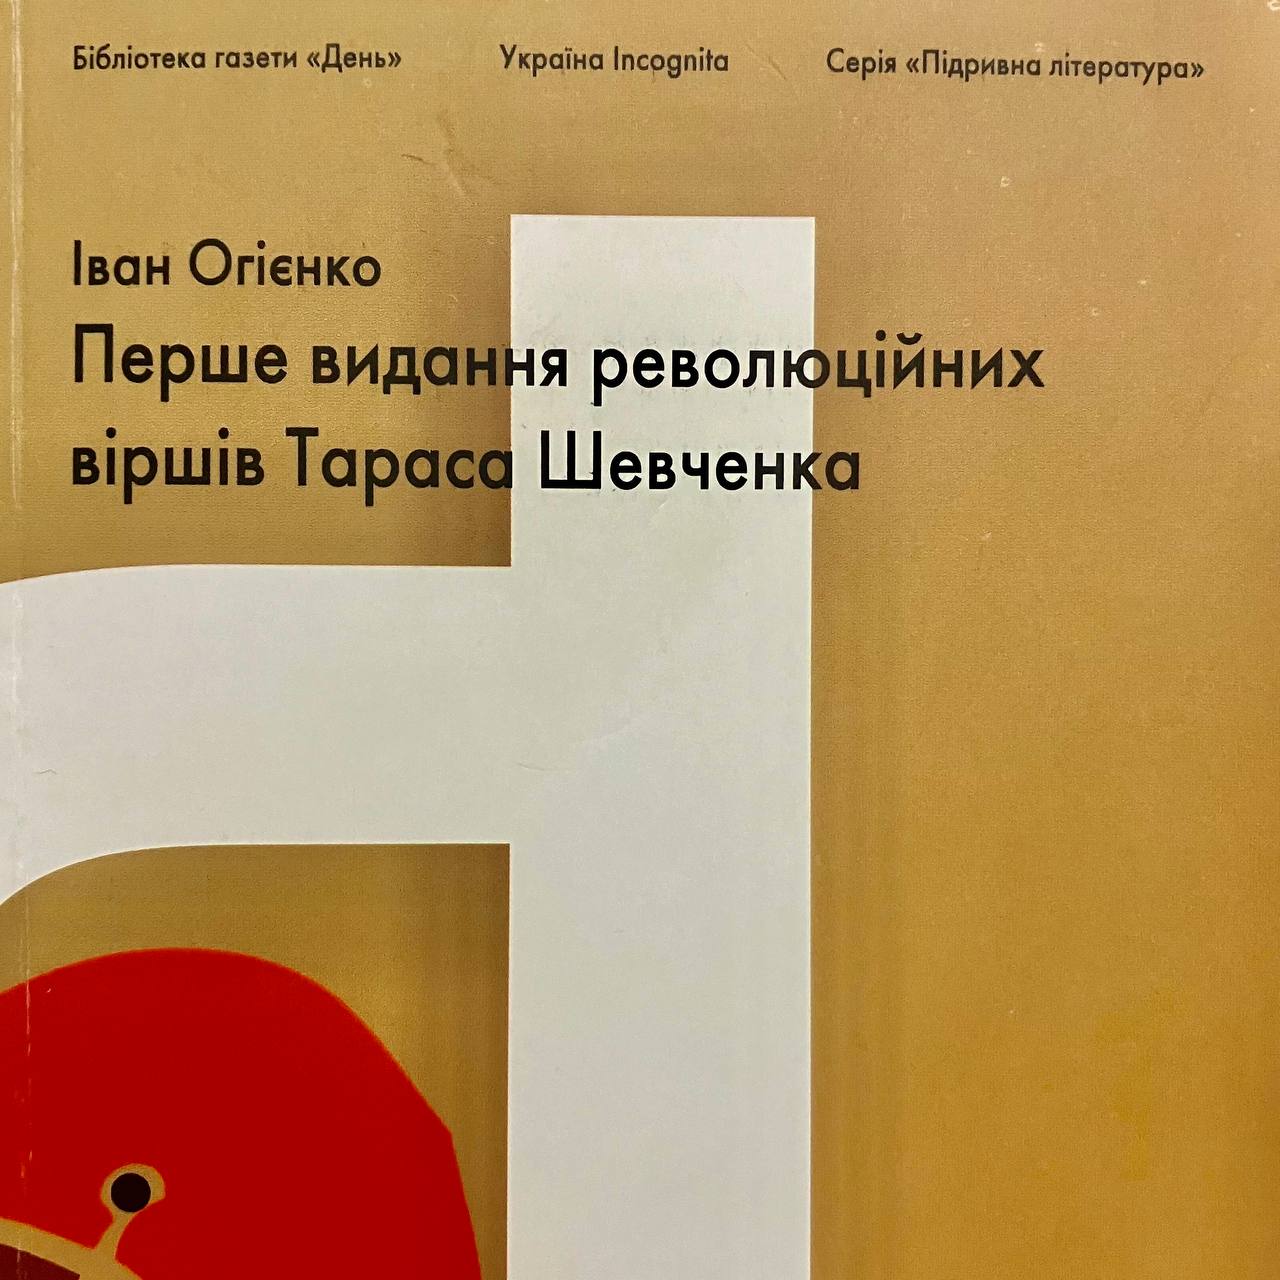 Бібліотека газети «День» Україна Incognita Серія «Підривна література»
Іван Огієнко
Перше видання революційних
віршів Тараса Шевченка